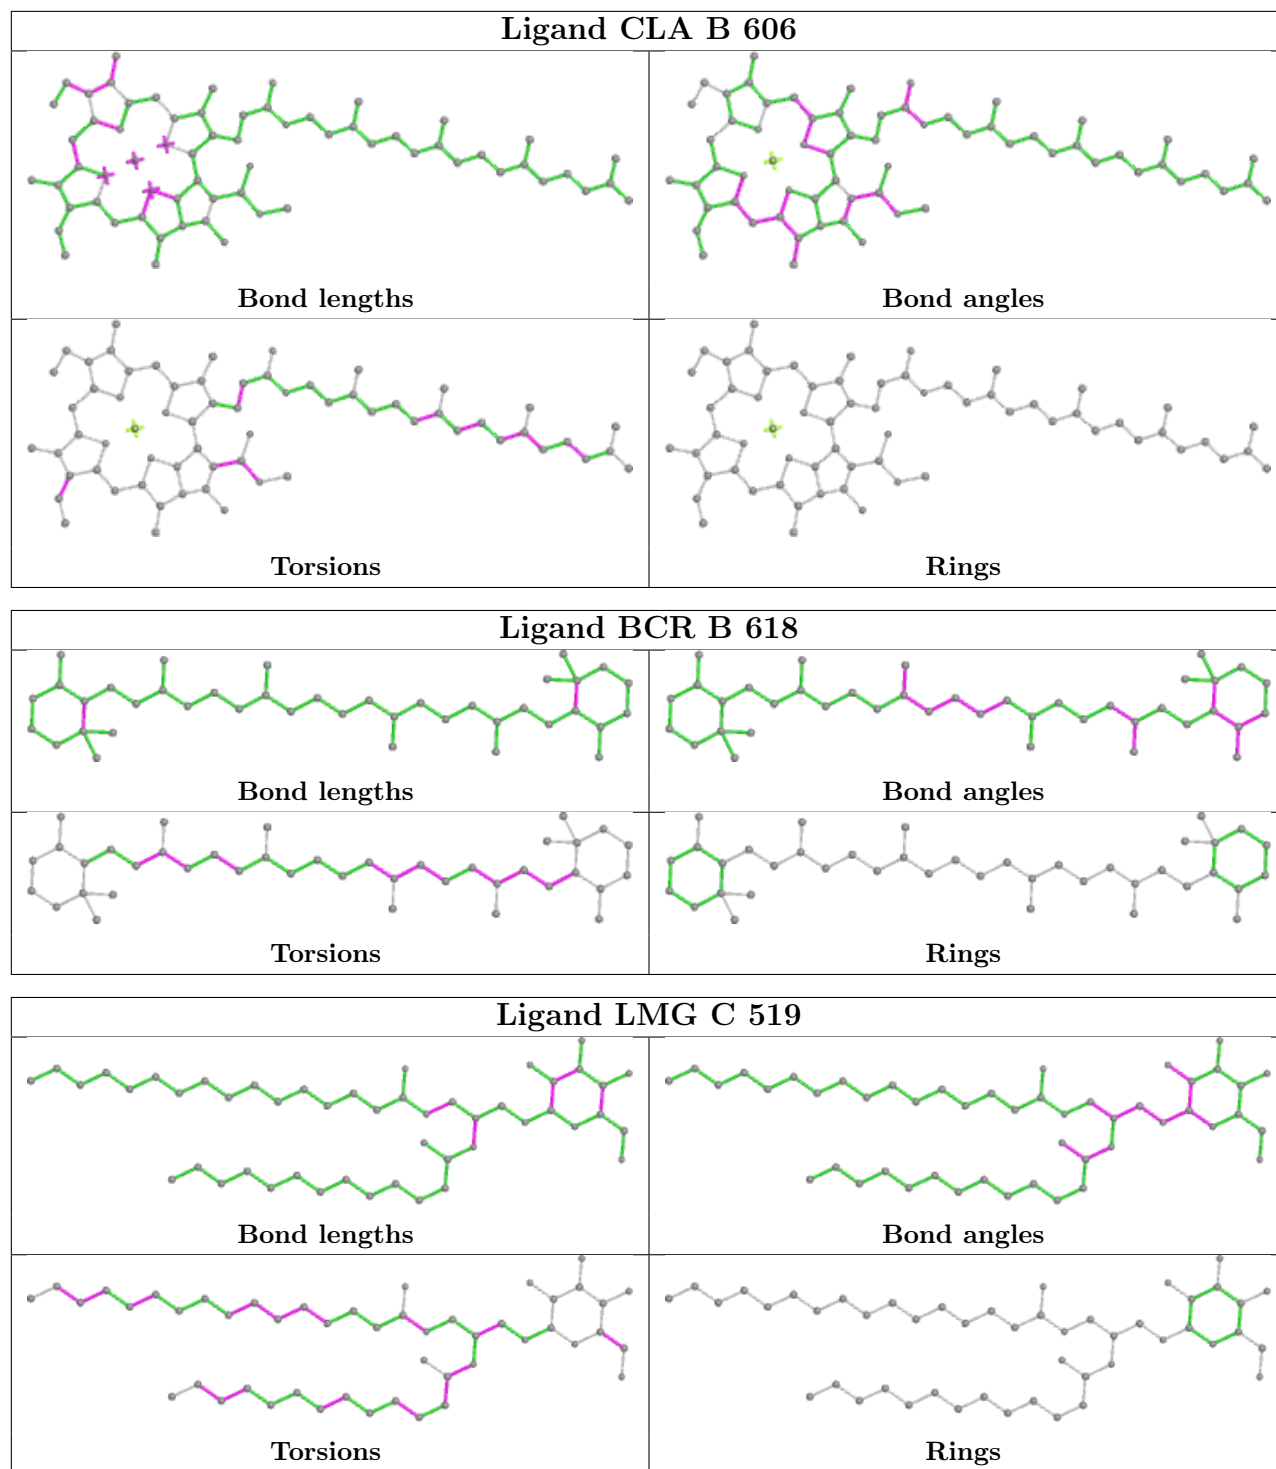 Ligand CLA B 606
Bond lengths
Bond angles
Torsions
Rings
Ligand BCR B 618
Bond lengths
Bond angles
Torsions
Rings
Ligand LMG C 519
Bond lengths
Bond angles
Torsions
Rings